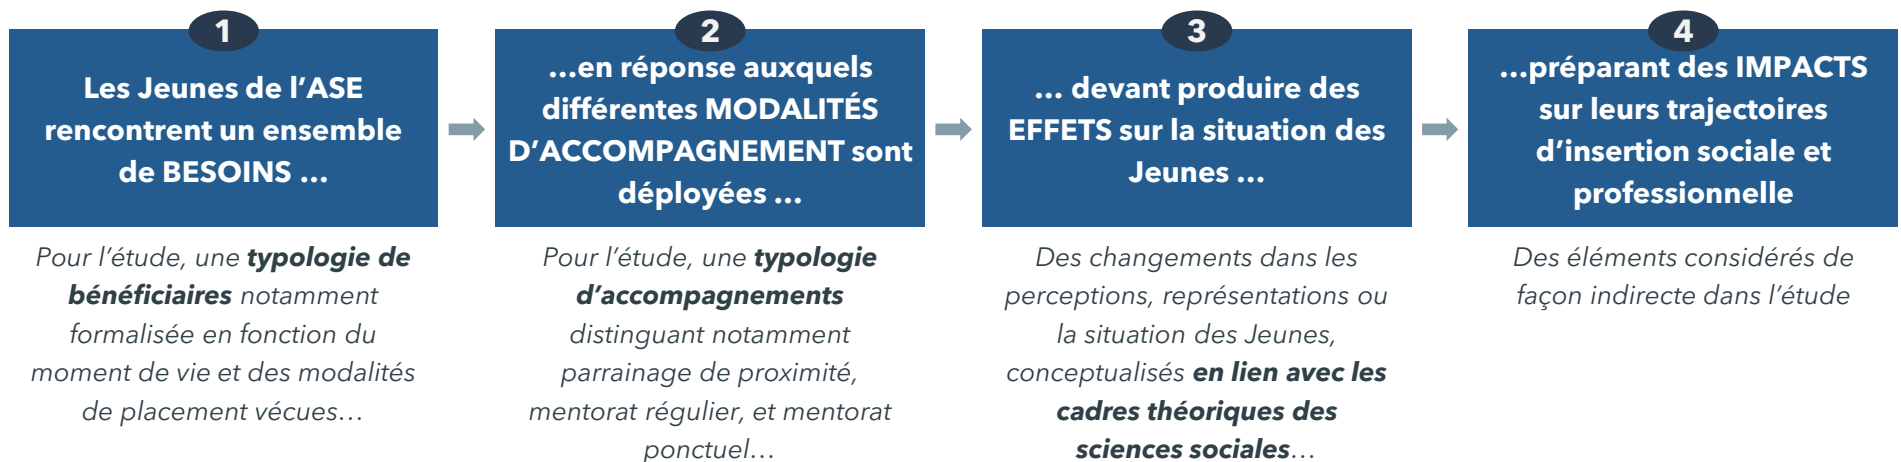 1
Les Jeunes de l’ASE
rencontrent un ensemble
de BESOINS …
Pour l’étude, une typologie de
bénéficiaires notamment
formalisée en fonction du
moment de vie et des modalités
de placement vécues…
2
…en réponse auxquels
différentes MODALITÉS
D’ACCOMPAGNEMENT sont
déployées …
Pour l’étude, une typologie
d’accompagnements
distinguant notamment
parrainage de proximité,
mentorat régulier, et mentorat
ponctuel…
3
… devant produire des
EFFETS sur la situation des
Jeunes …
Des changements dans les
perceptions, représentations ou
la situation des Jeunes,
conceptualisés en lien avec les
cadres théoriques des
sciences sociales…
4
…préparant des IMPACTS
sur leurs trajectoires
d’insertion sociale et
professionnelle
Des éléments considérés de
façon indirecte dans l’étude